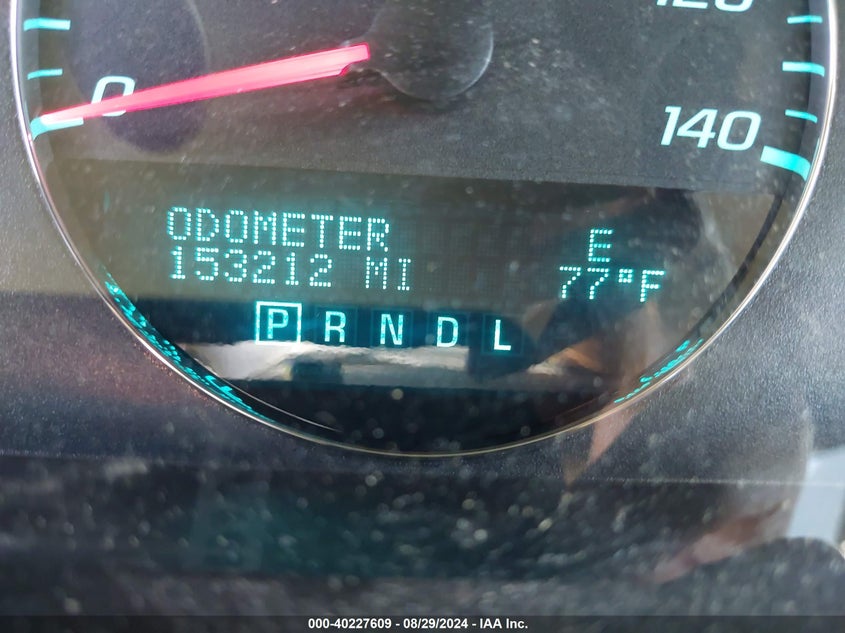 120
0
140
ODOMETER E
153212 MI 77°F
P R N D L
000-40227609 - 08/29/2024 - IAA Inc.